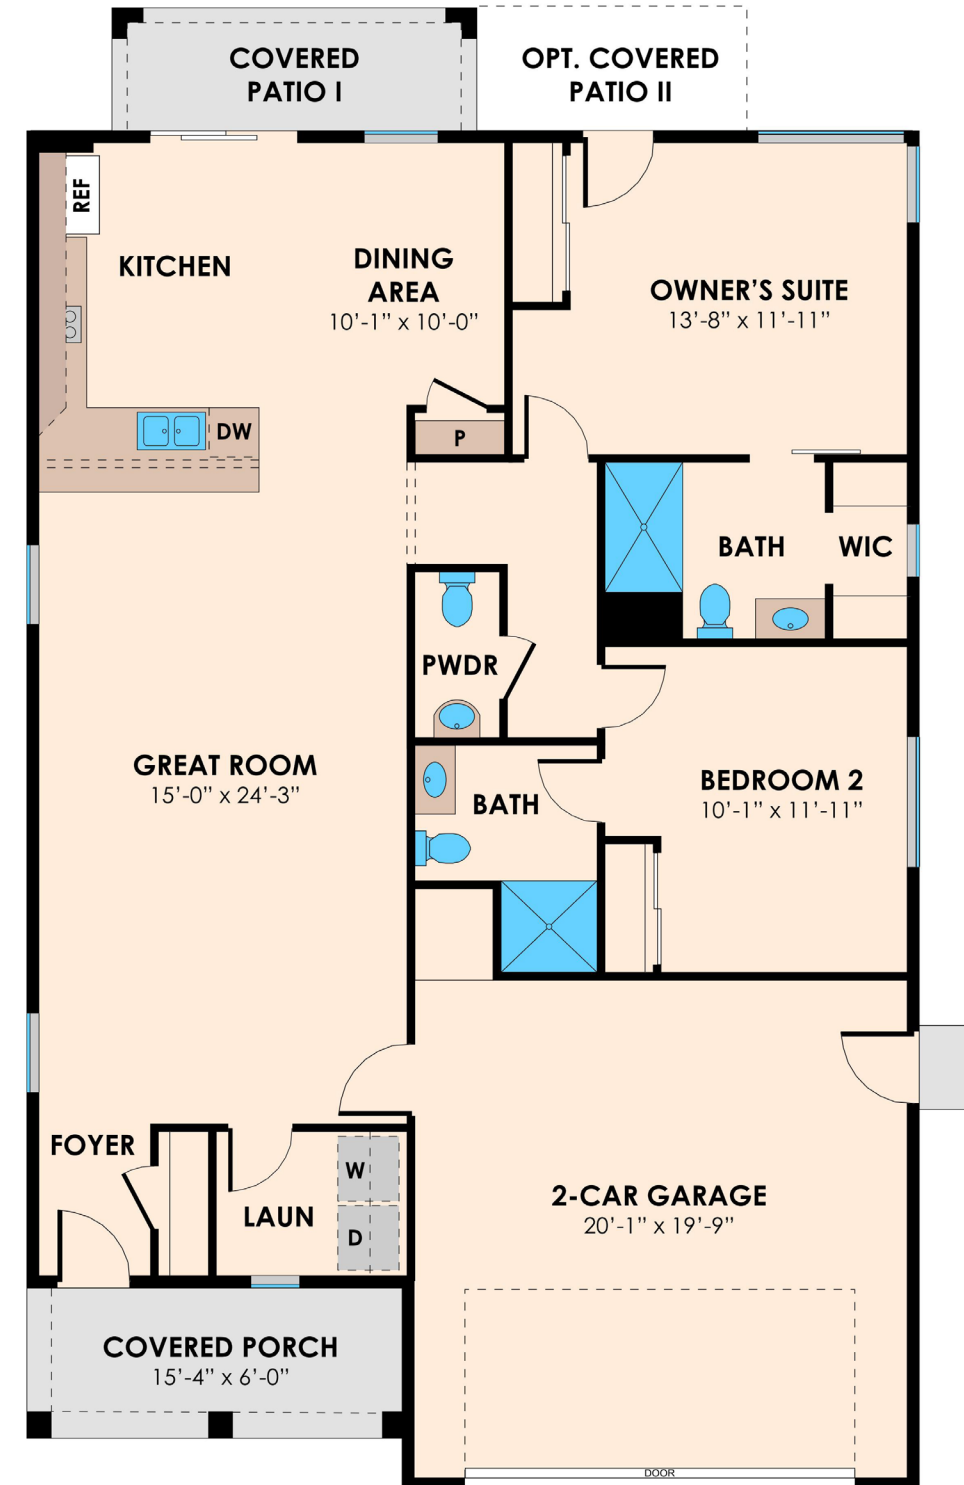 COVERED
PATIO I
OPT. COVERED
PATIO II
REF
KITCHEN
DINING
AREA
10'-1" x 10'-0"
OWNER'S SUITE
13'-8" x 11'-11"
DW
P
BATH
WIC
PWDR
GREAT ROOM
15'-0" x 24'-3"
BATH
BEDROOM 2
10'-1" x 11'-11"
FOYER
W
LAUN
D
2-CAR GARAGE
20'-1" x 19'-9"
COVERED PORCH
15'-4" x 6'-0"
DOOR